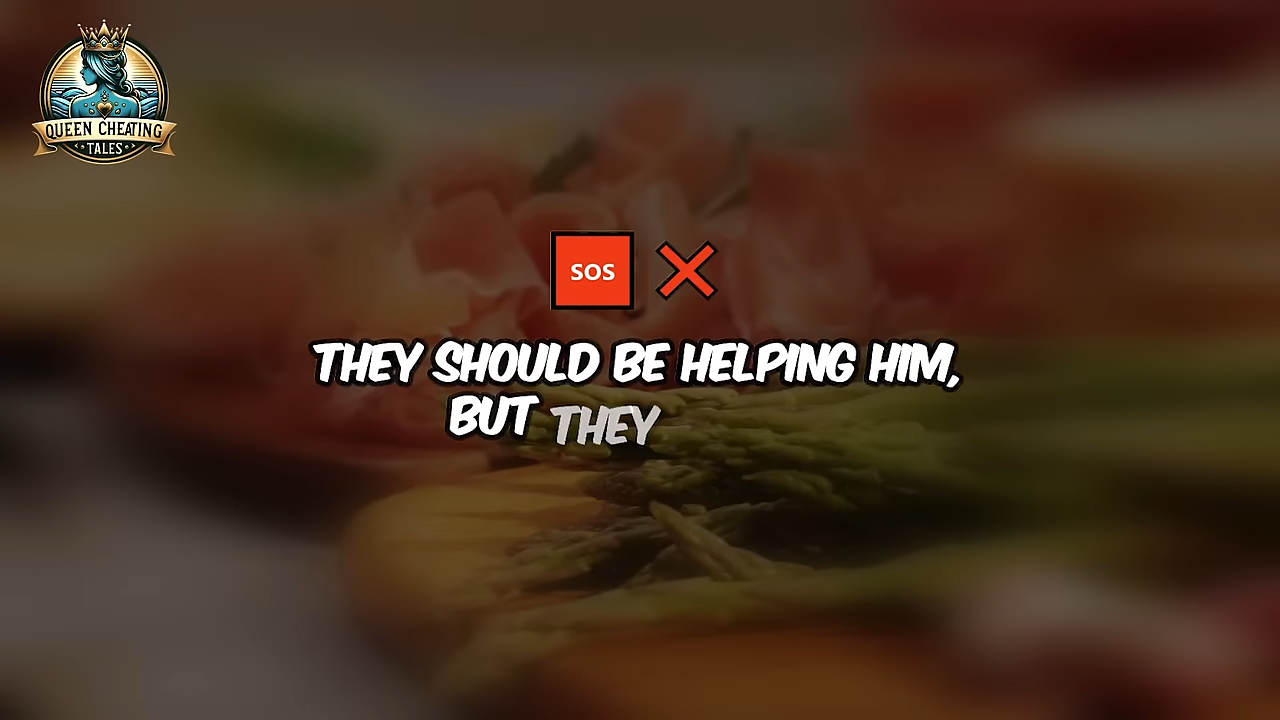 QUEEN CHEATING
TALES
SOS
THEY SHOULD BE HELPING HIM,
BUT THEY